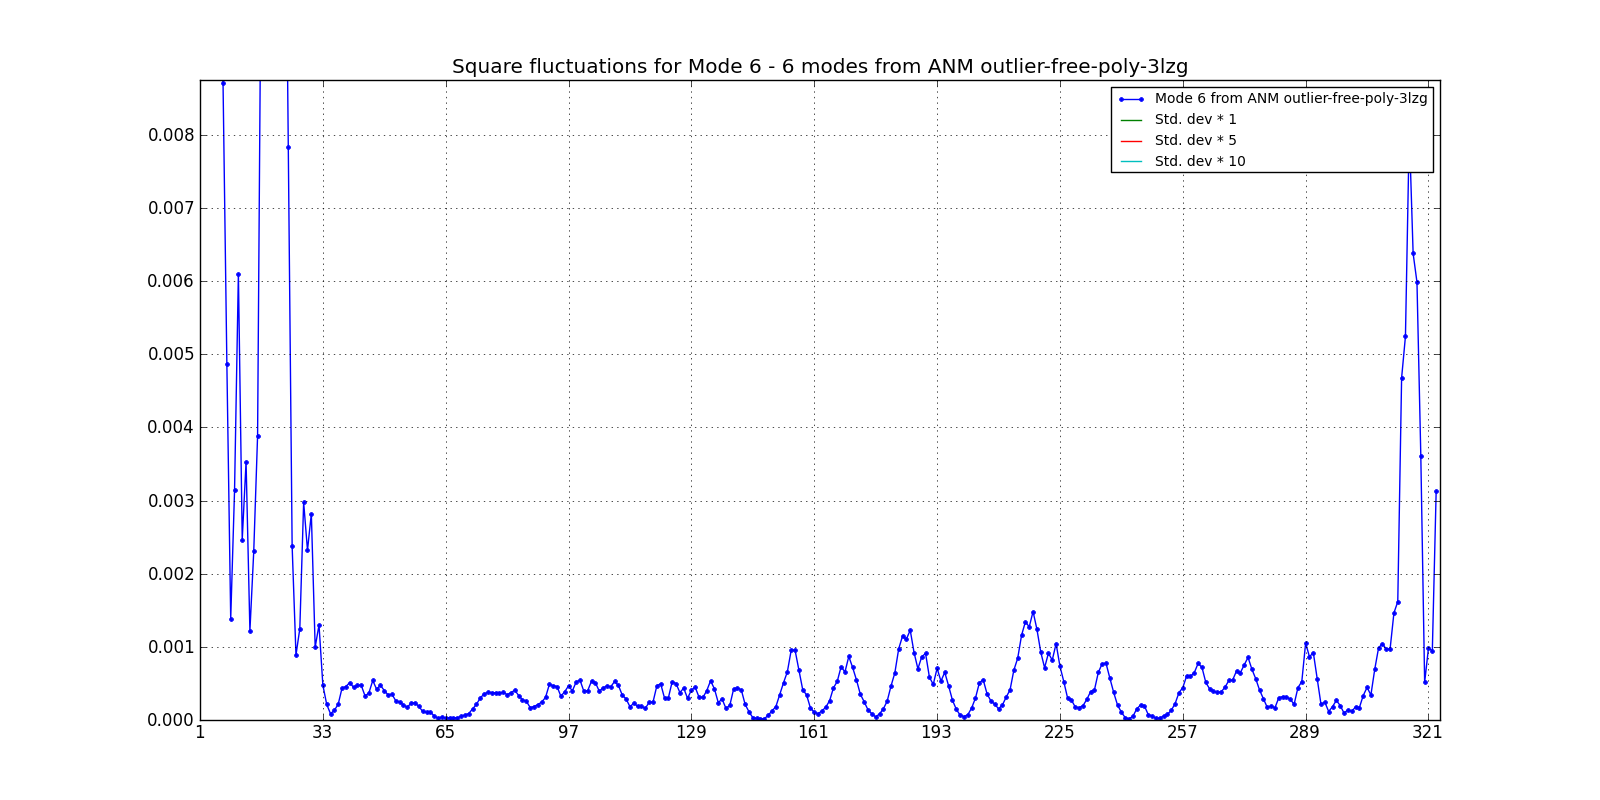 Square fluctuations for Mode 6 - 6 modes from ANM outlier-free-poly-3lzg
Mode 6 from ANM outlier-free-poly-3lzg
Std. dev * 1
Std. dev * 5
Std. dev * 10
0.008
0.007
0.006
0.005
0.004
0.003
0.002
0.001
0.000
1 33 65 97 129 161 193 225 257 289 321